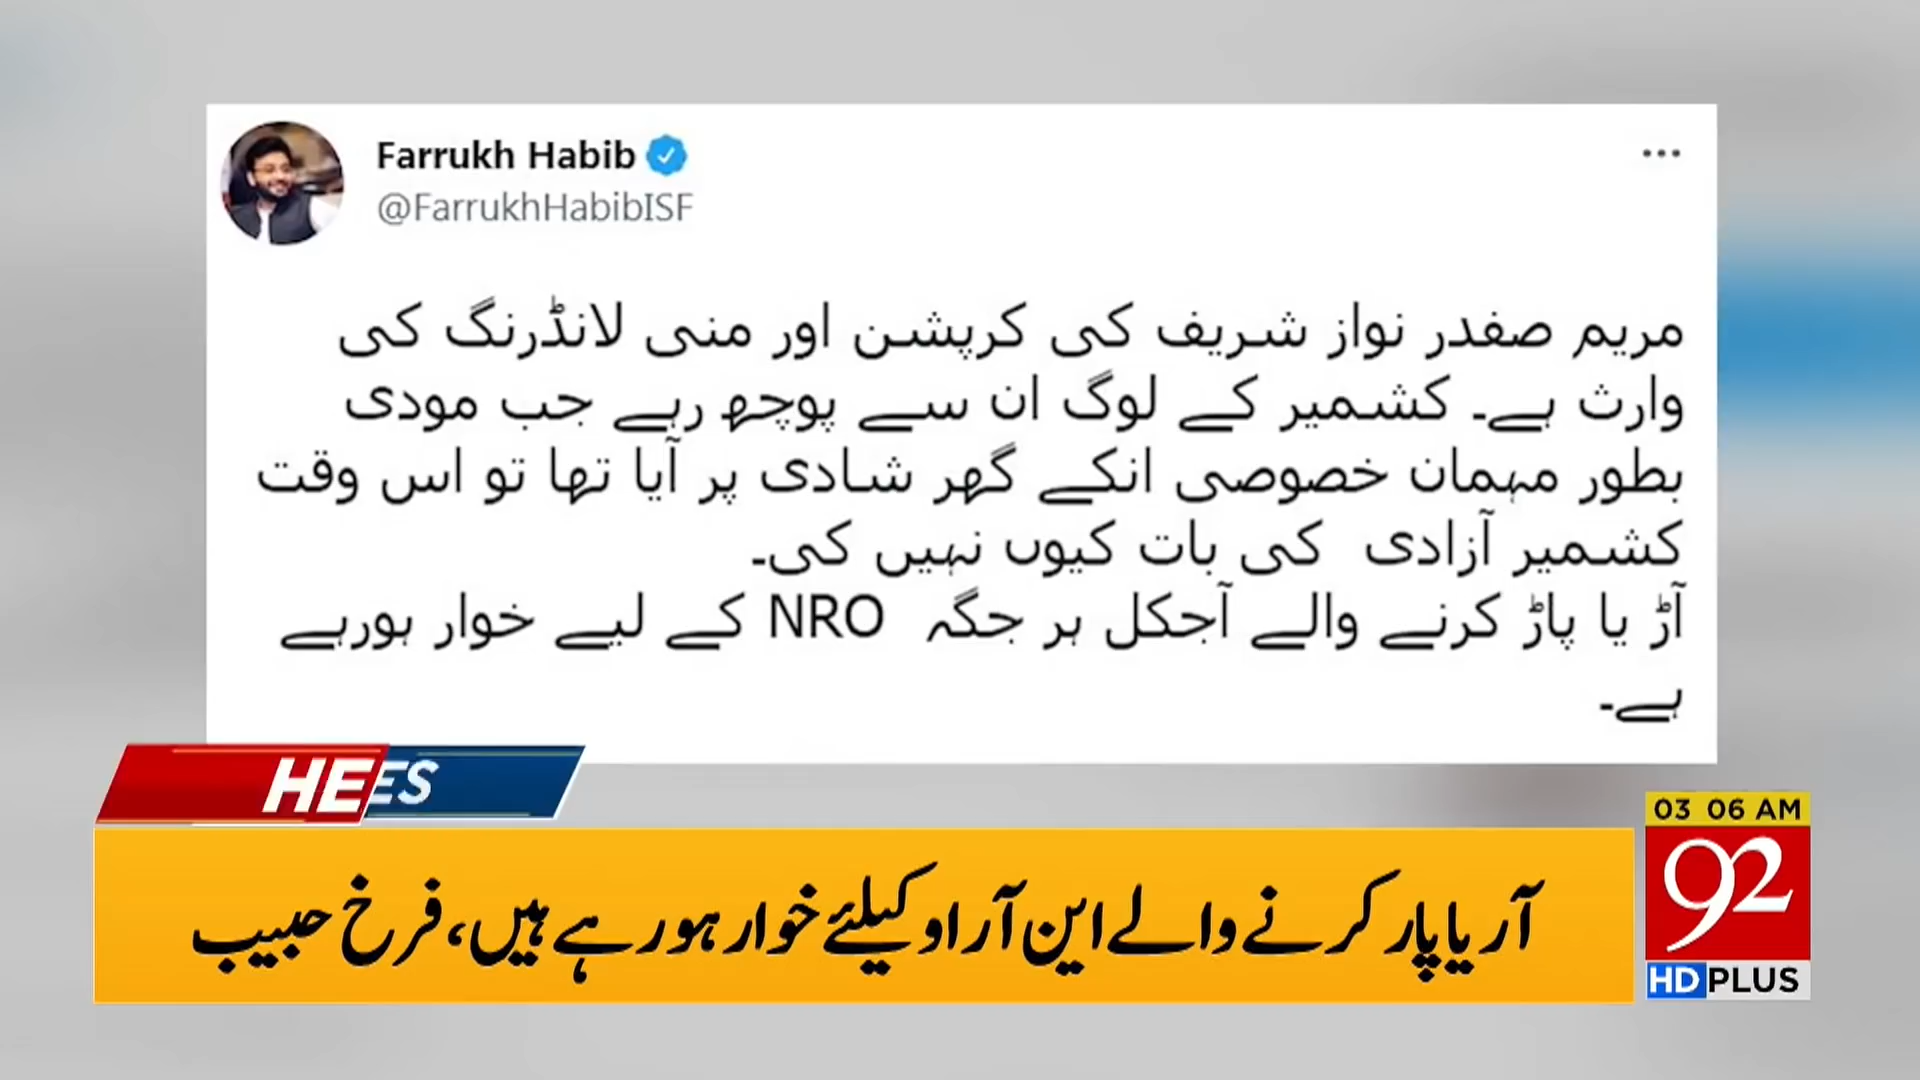 Farrukh Habib
@FarrukhHabibISF
مریم صفدر نواز شریف کی کرپشن اور منی لانڈرنگ کی
وارث ہے۔ کشمیر کے لوگ ان سے پوچھ رہے جب مودی
بطور مہمان خصوصی انکے گھر شادی پر آیا تھا تو اس وقت
کشمیر آزادی کی بات کیوں نہیں کی۔
آڑ یا پاڑ کرنے والے آجکل ہر جگہ NRO کے لیے خوار ہورہے
ہے۔
HE ES
آر یا پار کرنے والے این آر او کیلئے خوار ہورہے ہیں، فرخ حبیب
03 06 AM
92
HD PLUS